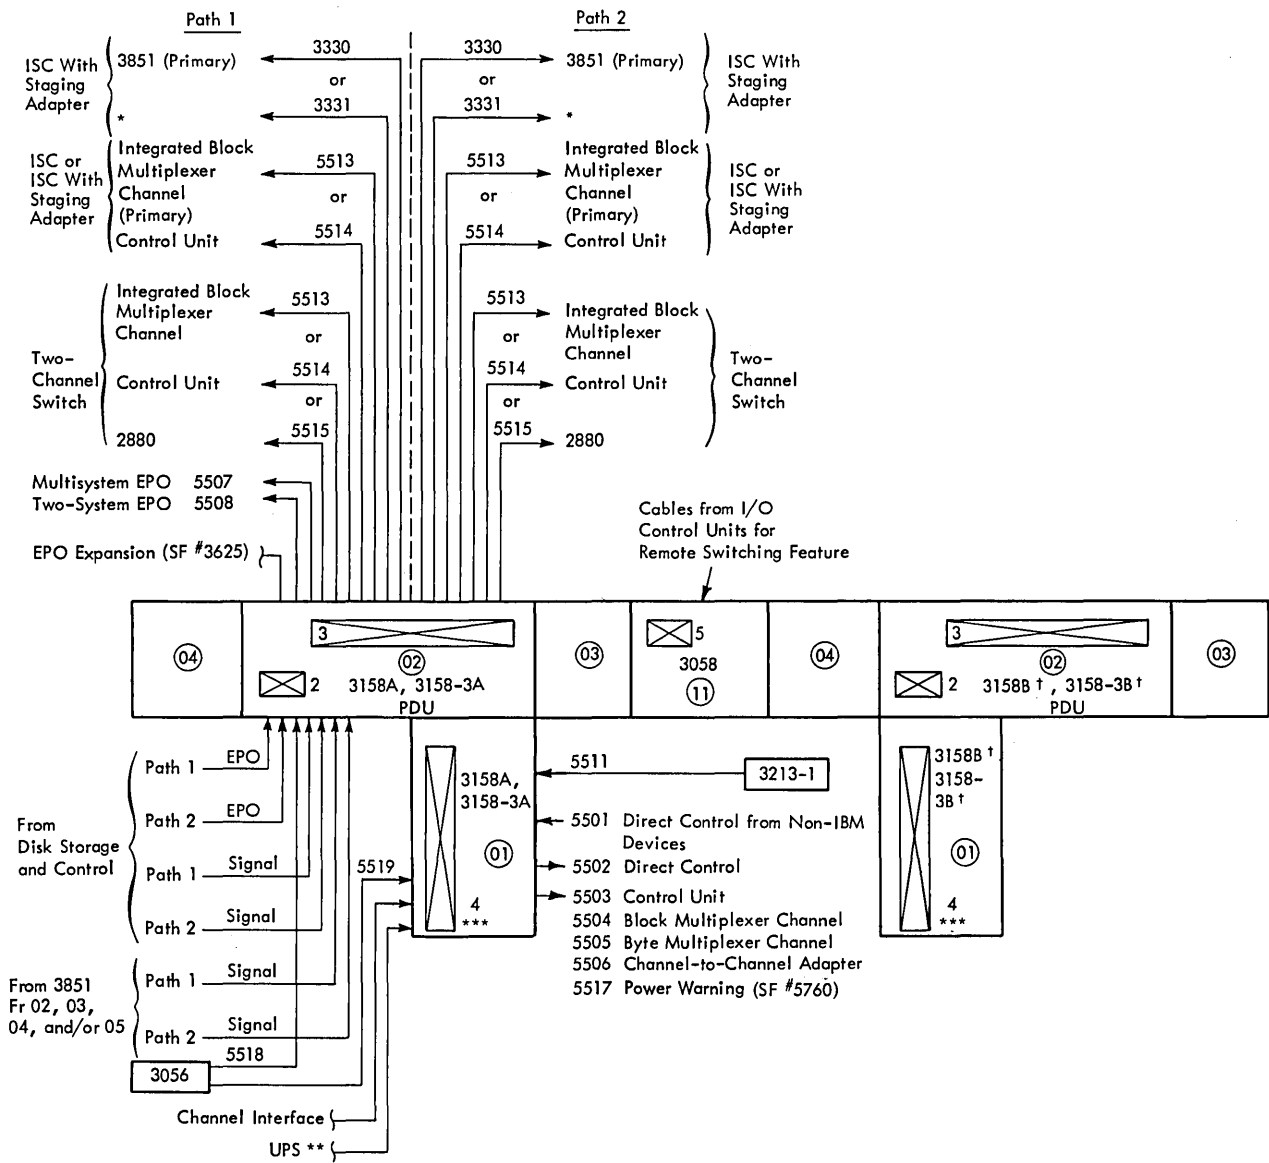 Path 1
Path 2
ISC With
Staging
Adapter
3851 (Primary)
3330
or
*
3331
3330
or
3331
3851 (Primary)
*
ISC With
Staging
Adapter
ISC or
ISC With
Staging
Adapter
Integrated Block
Multiplexer
Channel
(Primary)
Control Unit
5513
or
5514
5513
or
5514
Integrated Block
Multiplexer
Channel
(Primary)
Control Unit
ISC or
ISC With
Staging
Adapter
Two-
Channel
Switch
Integrated Block
Multiplexer
Channel
Control Unit
2880
5513
or
5514
or
5515
5513
or
5514
or
5515
Integrated Block
Multiplexer
Channel
Control Unit
2880
Two-
Channel
Switch
Multisystem EPO 5507
Two-System EPO 5508
EPO Expansion (SF #3625)
Cables from I/O
Control Units for
Remote Switching Feature
04
3
02
2
3158A, 3158-3A
PDU
03
5
3058
11
04
3
02
2
3158B †, 3158-3B †
PDU
03
From
Disk Storage
and Control
Path 1 EPO
Path 2 EPO
Path 1 Signal
Path 2 Signal
From 3851
Fr 02, 03,
04, and/or 05
Path 1 Signal
Path 2 Signal
5518
3056
5519
Channel Interface
UPS **
3158A,
3158-3A
01
4
***
5511
3213-1
5501 Direct Control from Non-IBM
Devices
5502 Direct Control
5503 Control Unit
5504 Block Multiplexer Channel
5505 Byte Multiplexer Channel
5506 Channel-to-Channel Adapter
5517 Power Warning (SF #5760)
3158B †
3158-
3B †
01
4
***